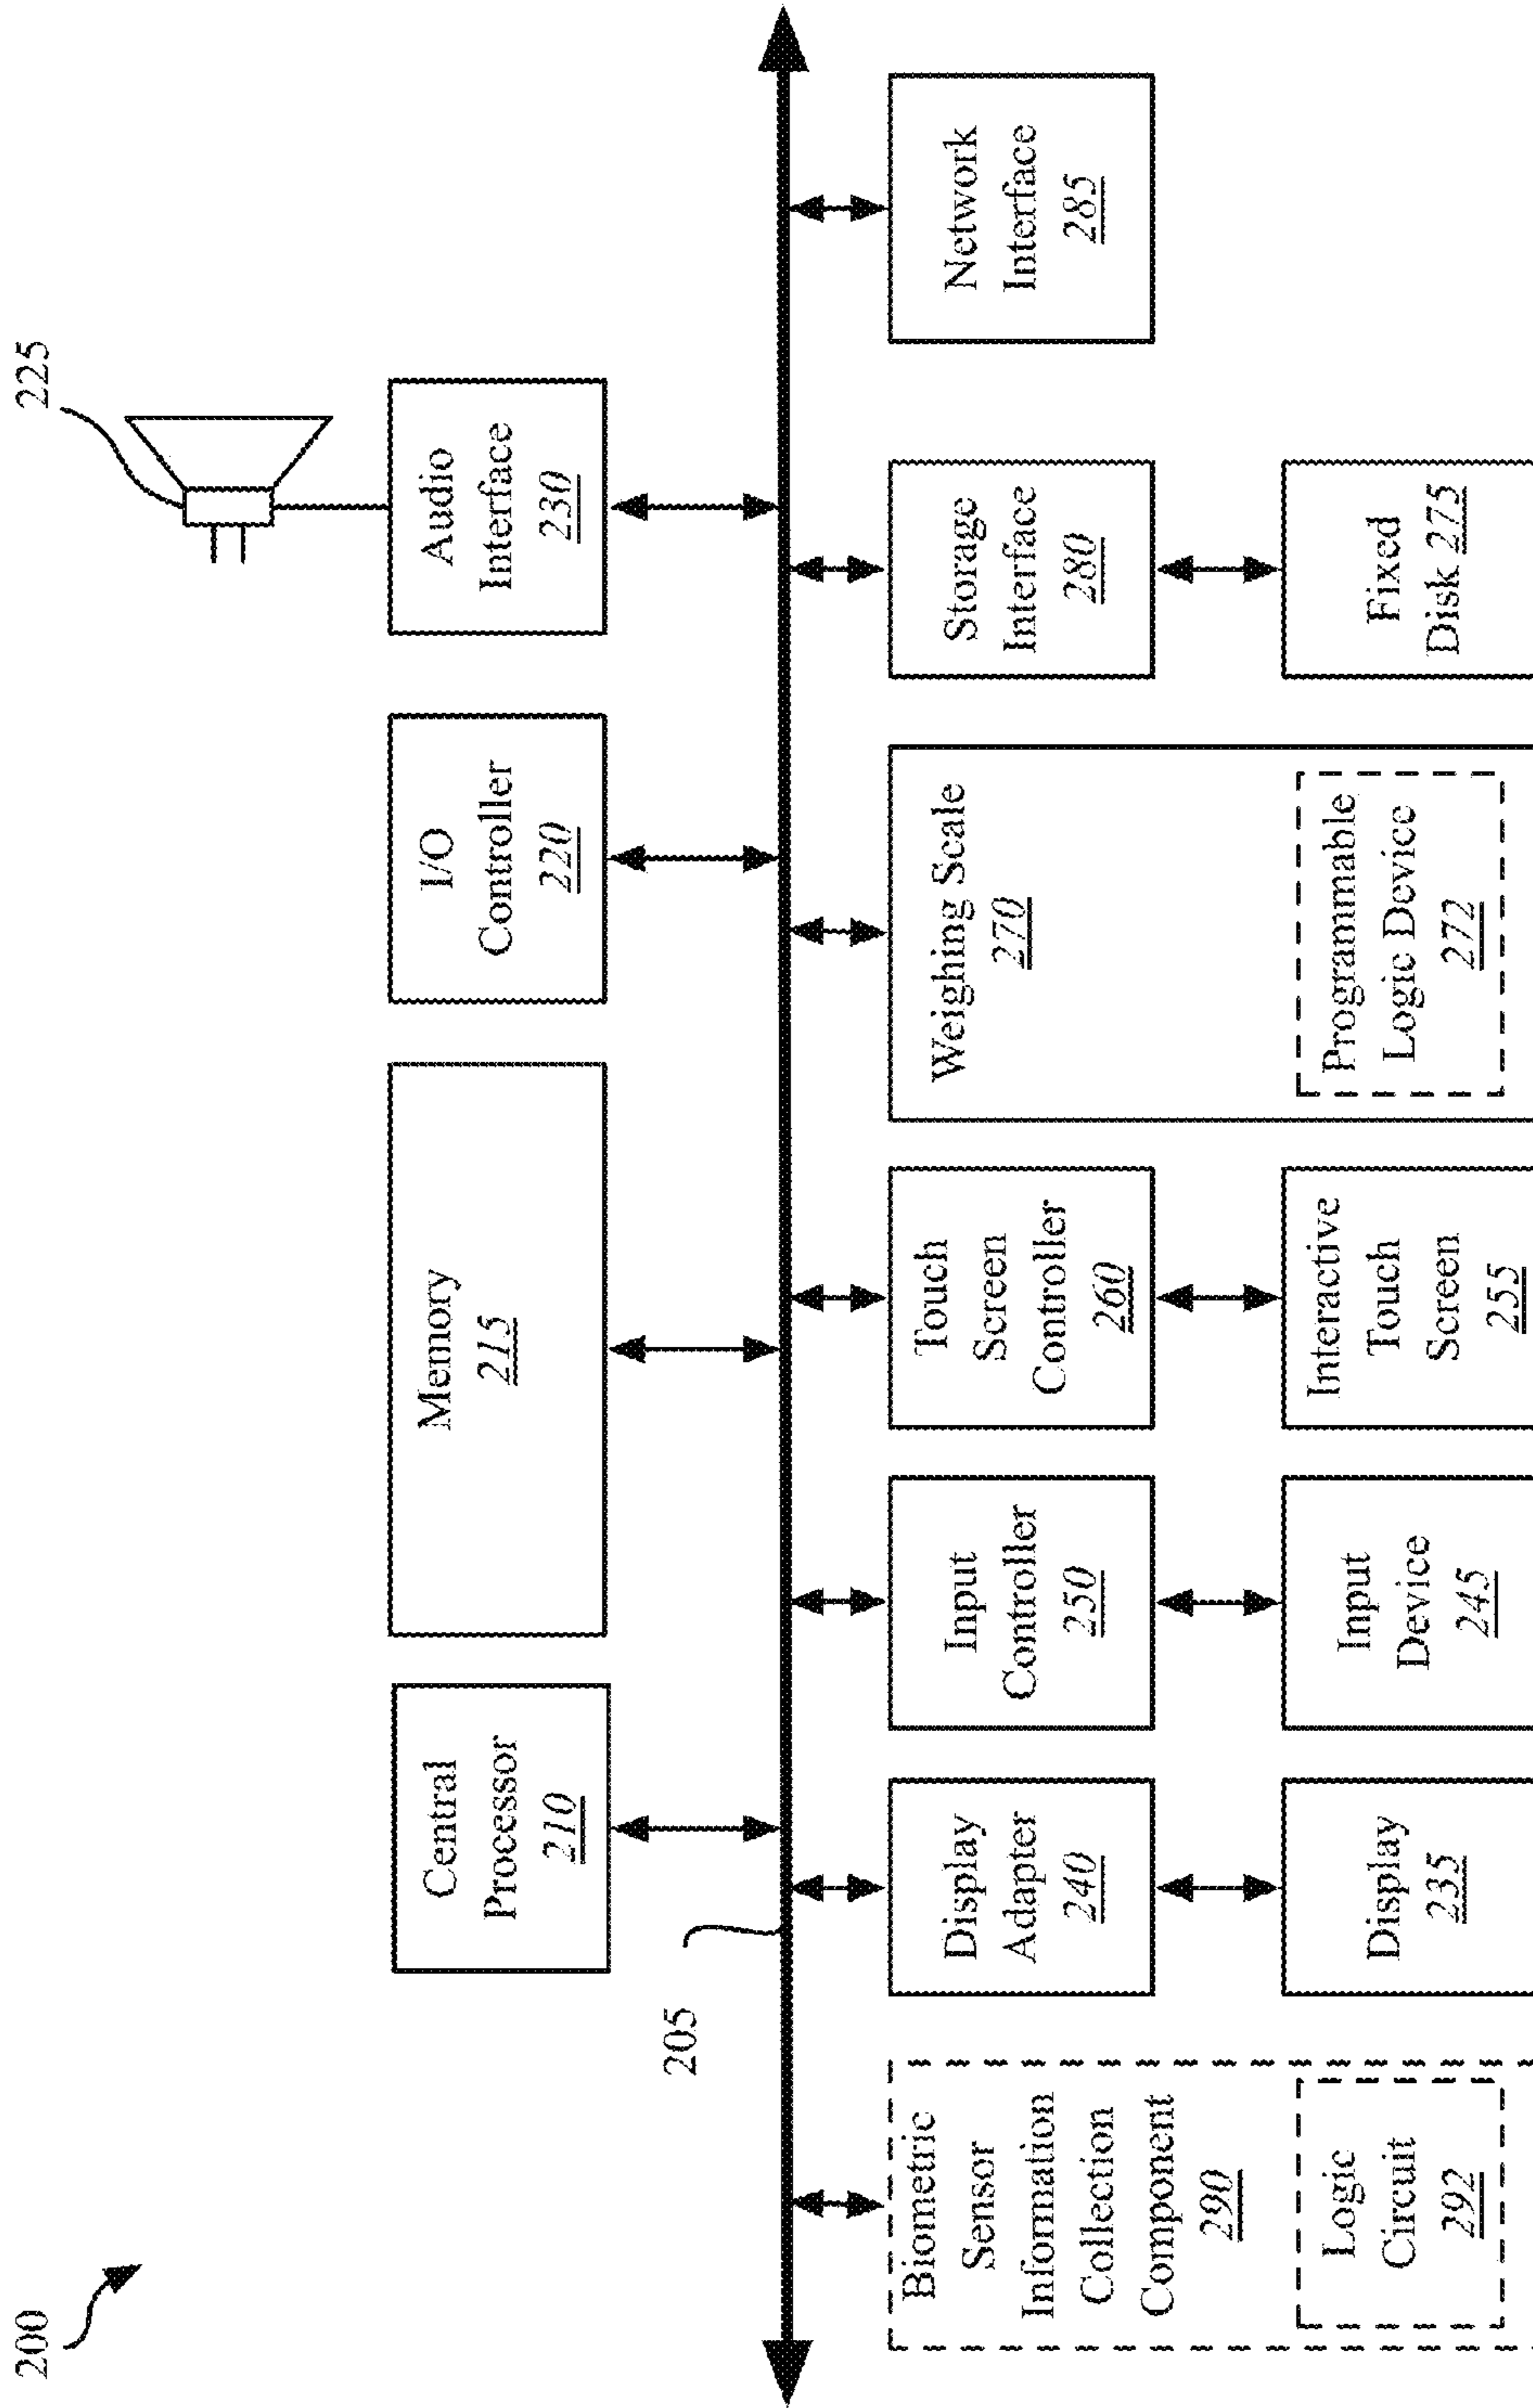 200
225
Central
Processor
210
Memory
215
I/O
Controller
220
Audio
Interface
230
205
Biometric
Sensor
Information
Collection
Component
290
Logic
Circuit
292
Display
Adapter
240
Display
235
Input
Controller
250
Input
Device
245
Touch
Screen
Controller
260
Interactive
Touch
Screen
255
Weighing Scale
270
Programmable
Logic Device
272
Storage
Interface
280
Fixed
Disk 275
Network
Interface
285